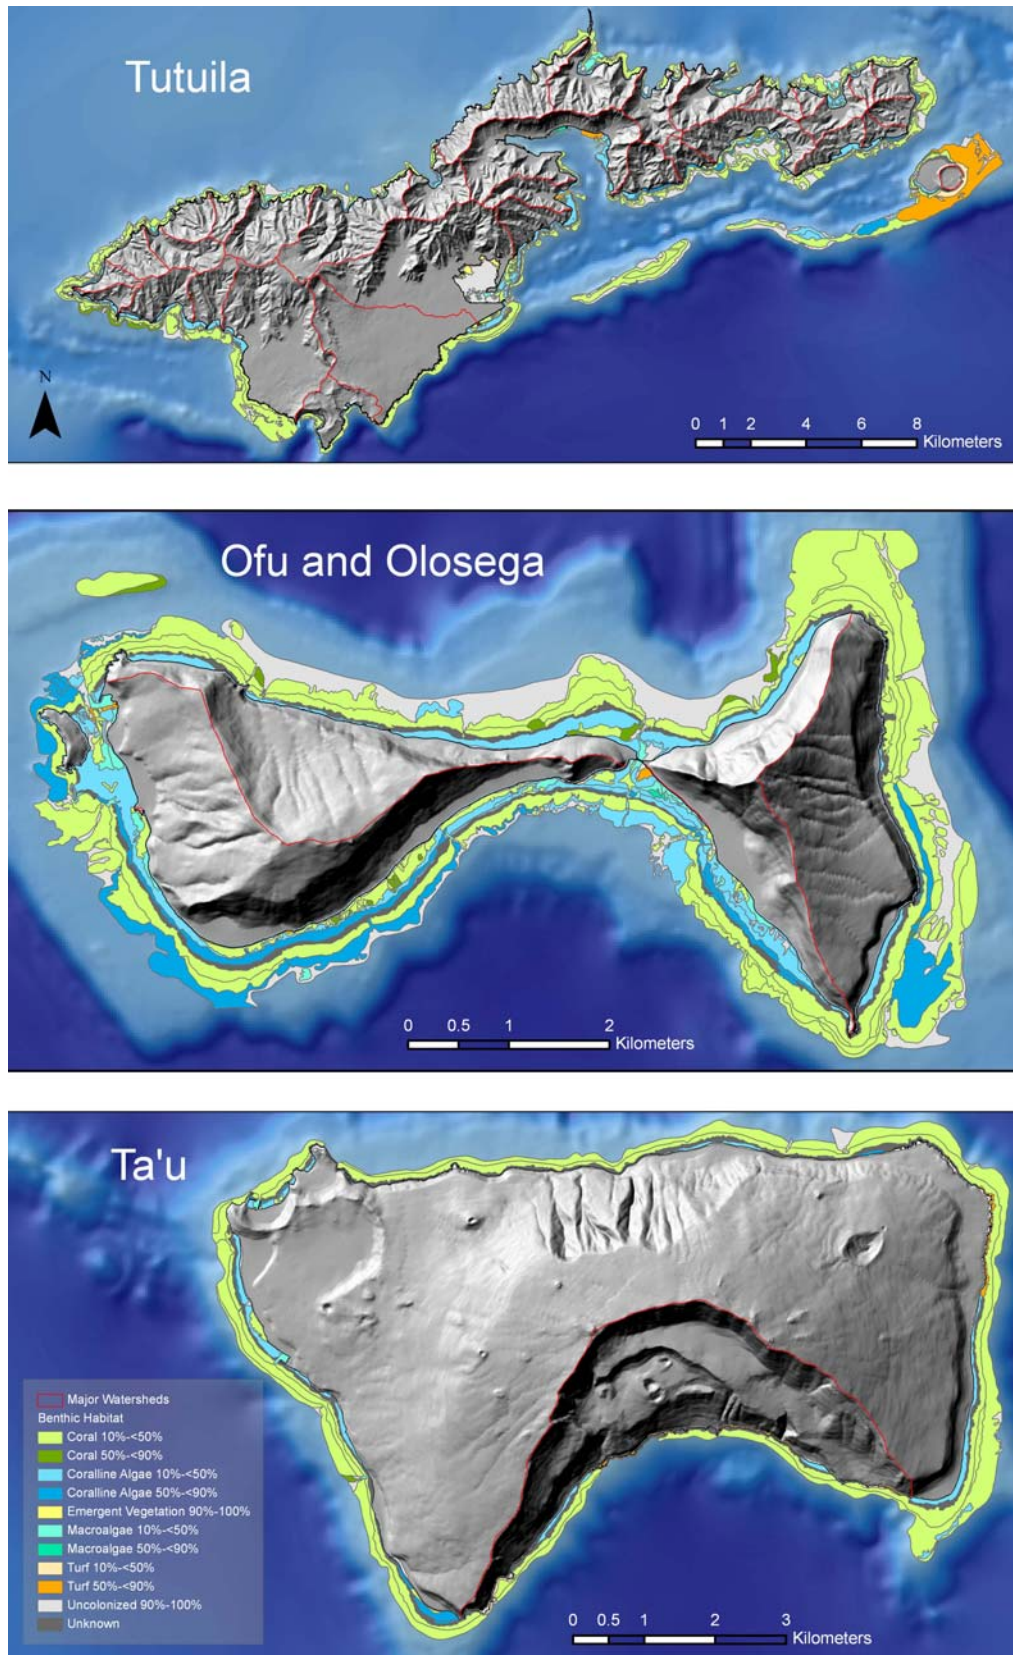 Tutuila
N
0 1 2 4 6 8
Kilometers
Ofu and Olosega
0 0.5 1 2
Kilometers
Ta'u
Major Watersheds
Benthic Habitat
Coral 10%-<50%
Coral 50%-<90%
Coralline Algae 10%-<50%
Coralline Algae 50%-<90%
Emergent Vegetation 90%-100%
Macroalgae 10%-<50%
Macroalgae 50%-<90%
Turf 10%-<50%
Turf 50%-<90%
Uncolonized 90%-100%
Unknown
0 0.5 1 2 3
Kilometers